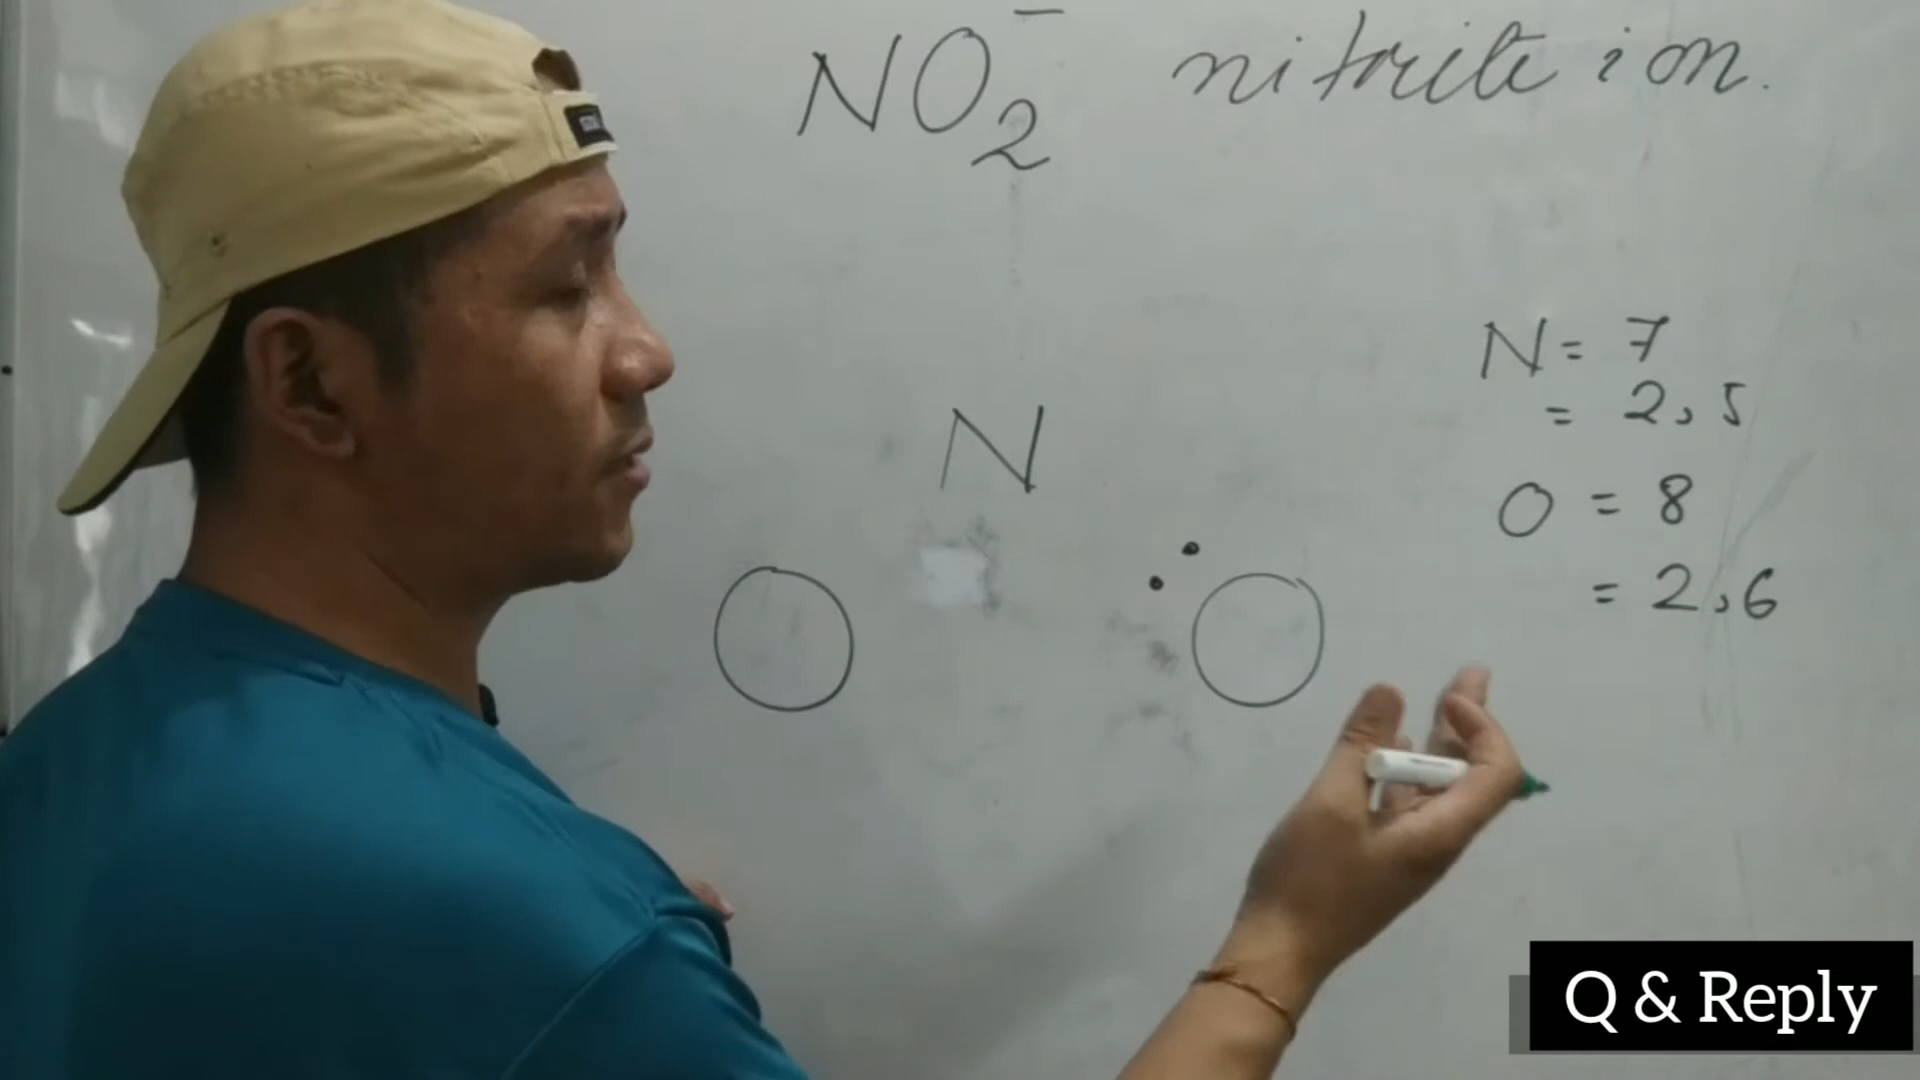 NO₂⁻ nitrite ion.
N = 7
= 2,5
N
O = 8
= 2,6
O O
Q & Reply